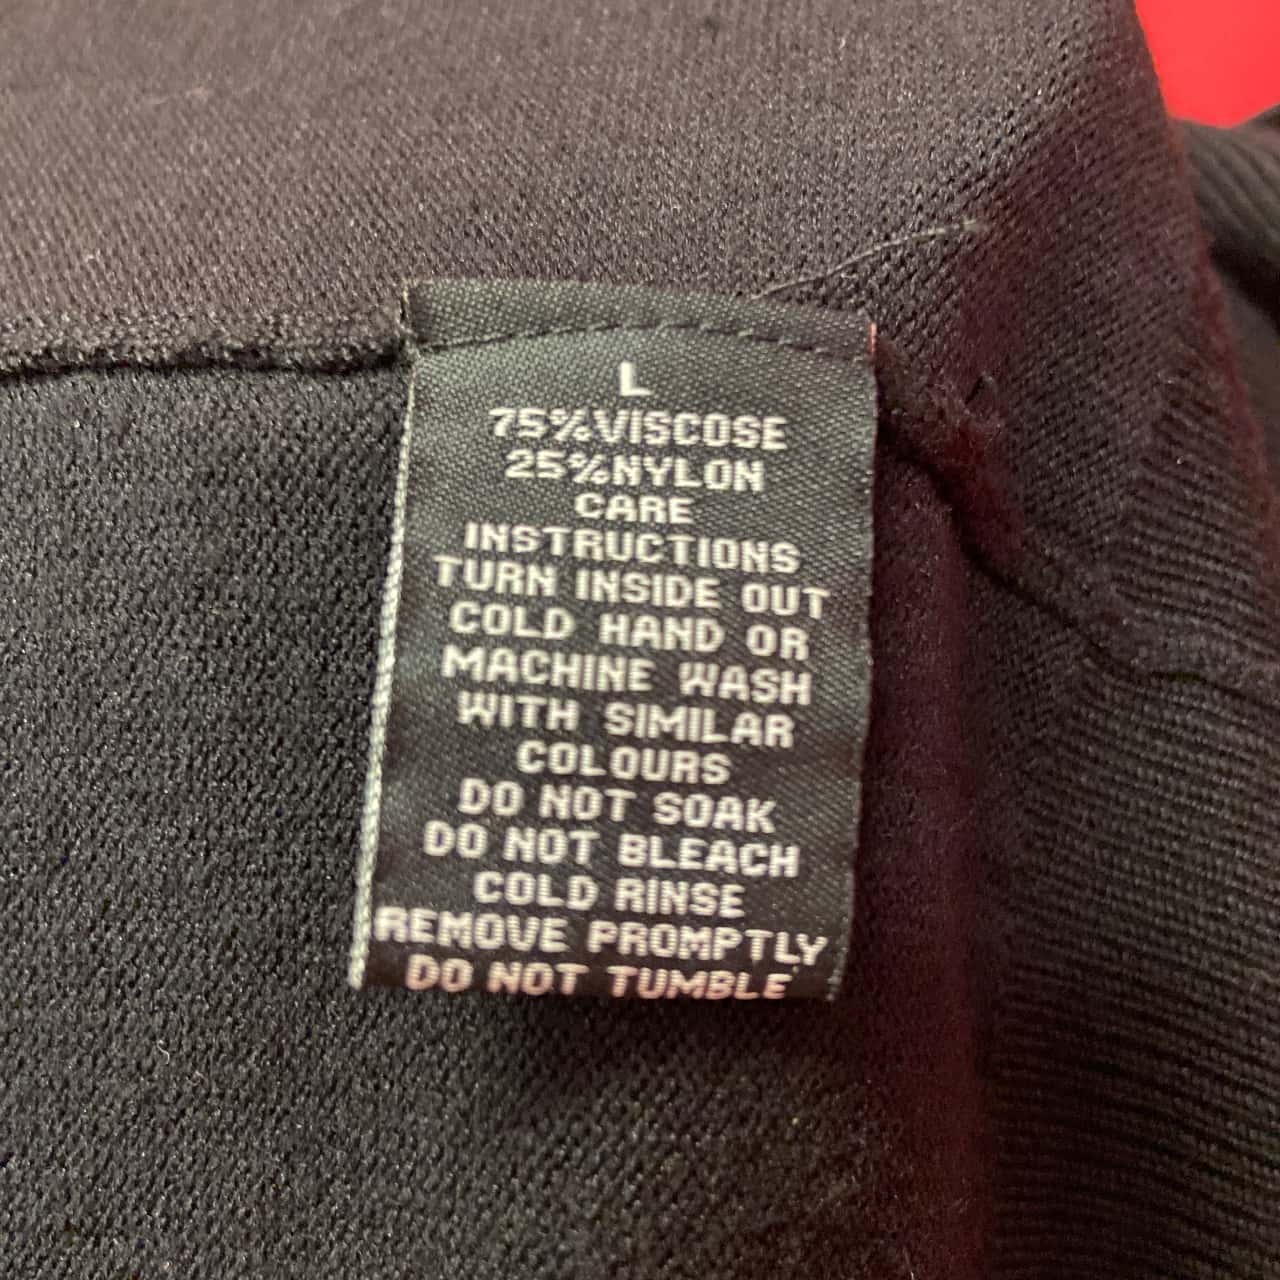 L
75%VISCOSE
25%NYLON
CARE
INSTRUCTIONS
TURN INSIDE OUT
COLD HAND OR
MACHINE WASH
WITH SIMILAR
COLOURS
DO NOT SOAK
DO NOT BLEACH
COLD RINSE
REMOVE PROMPTLY
DO NOT TUMBLE